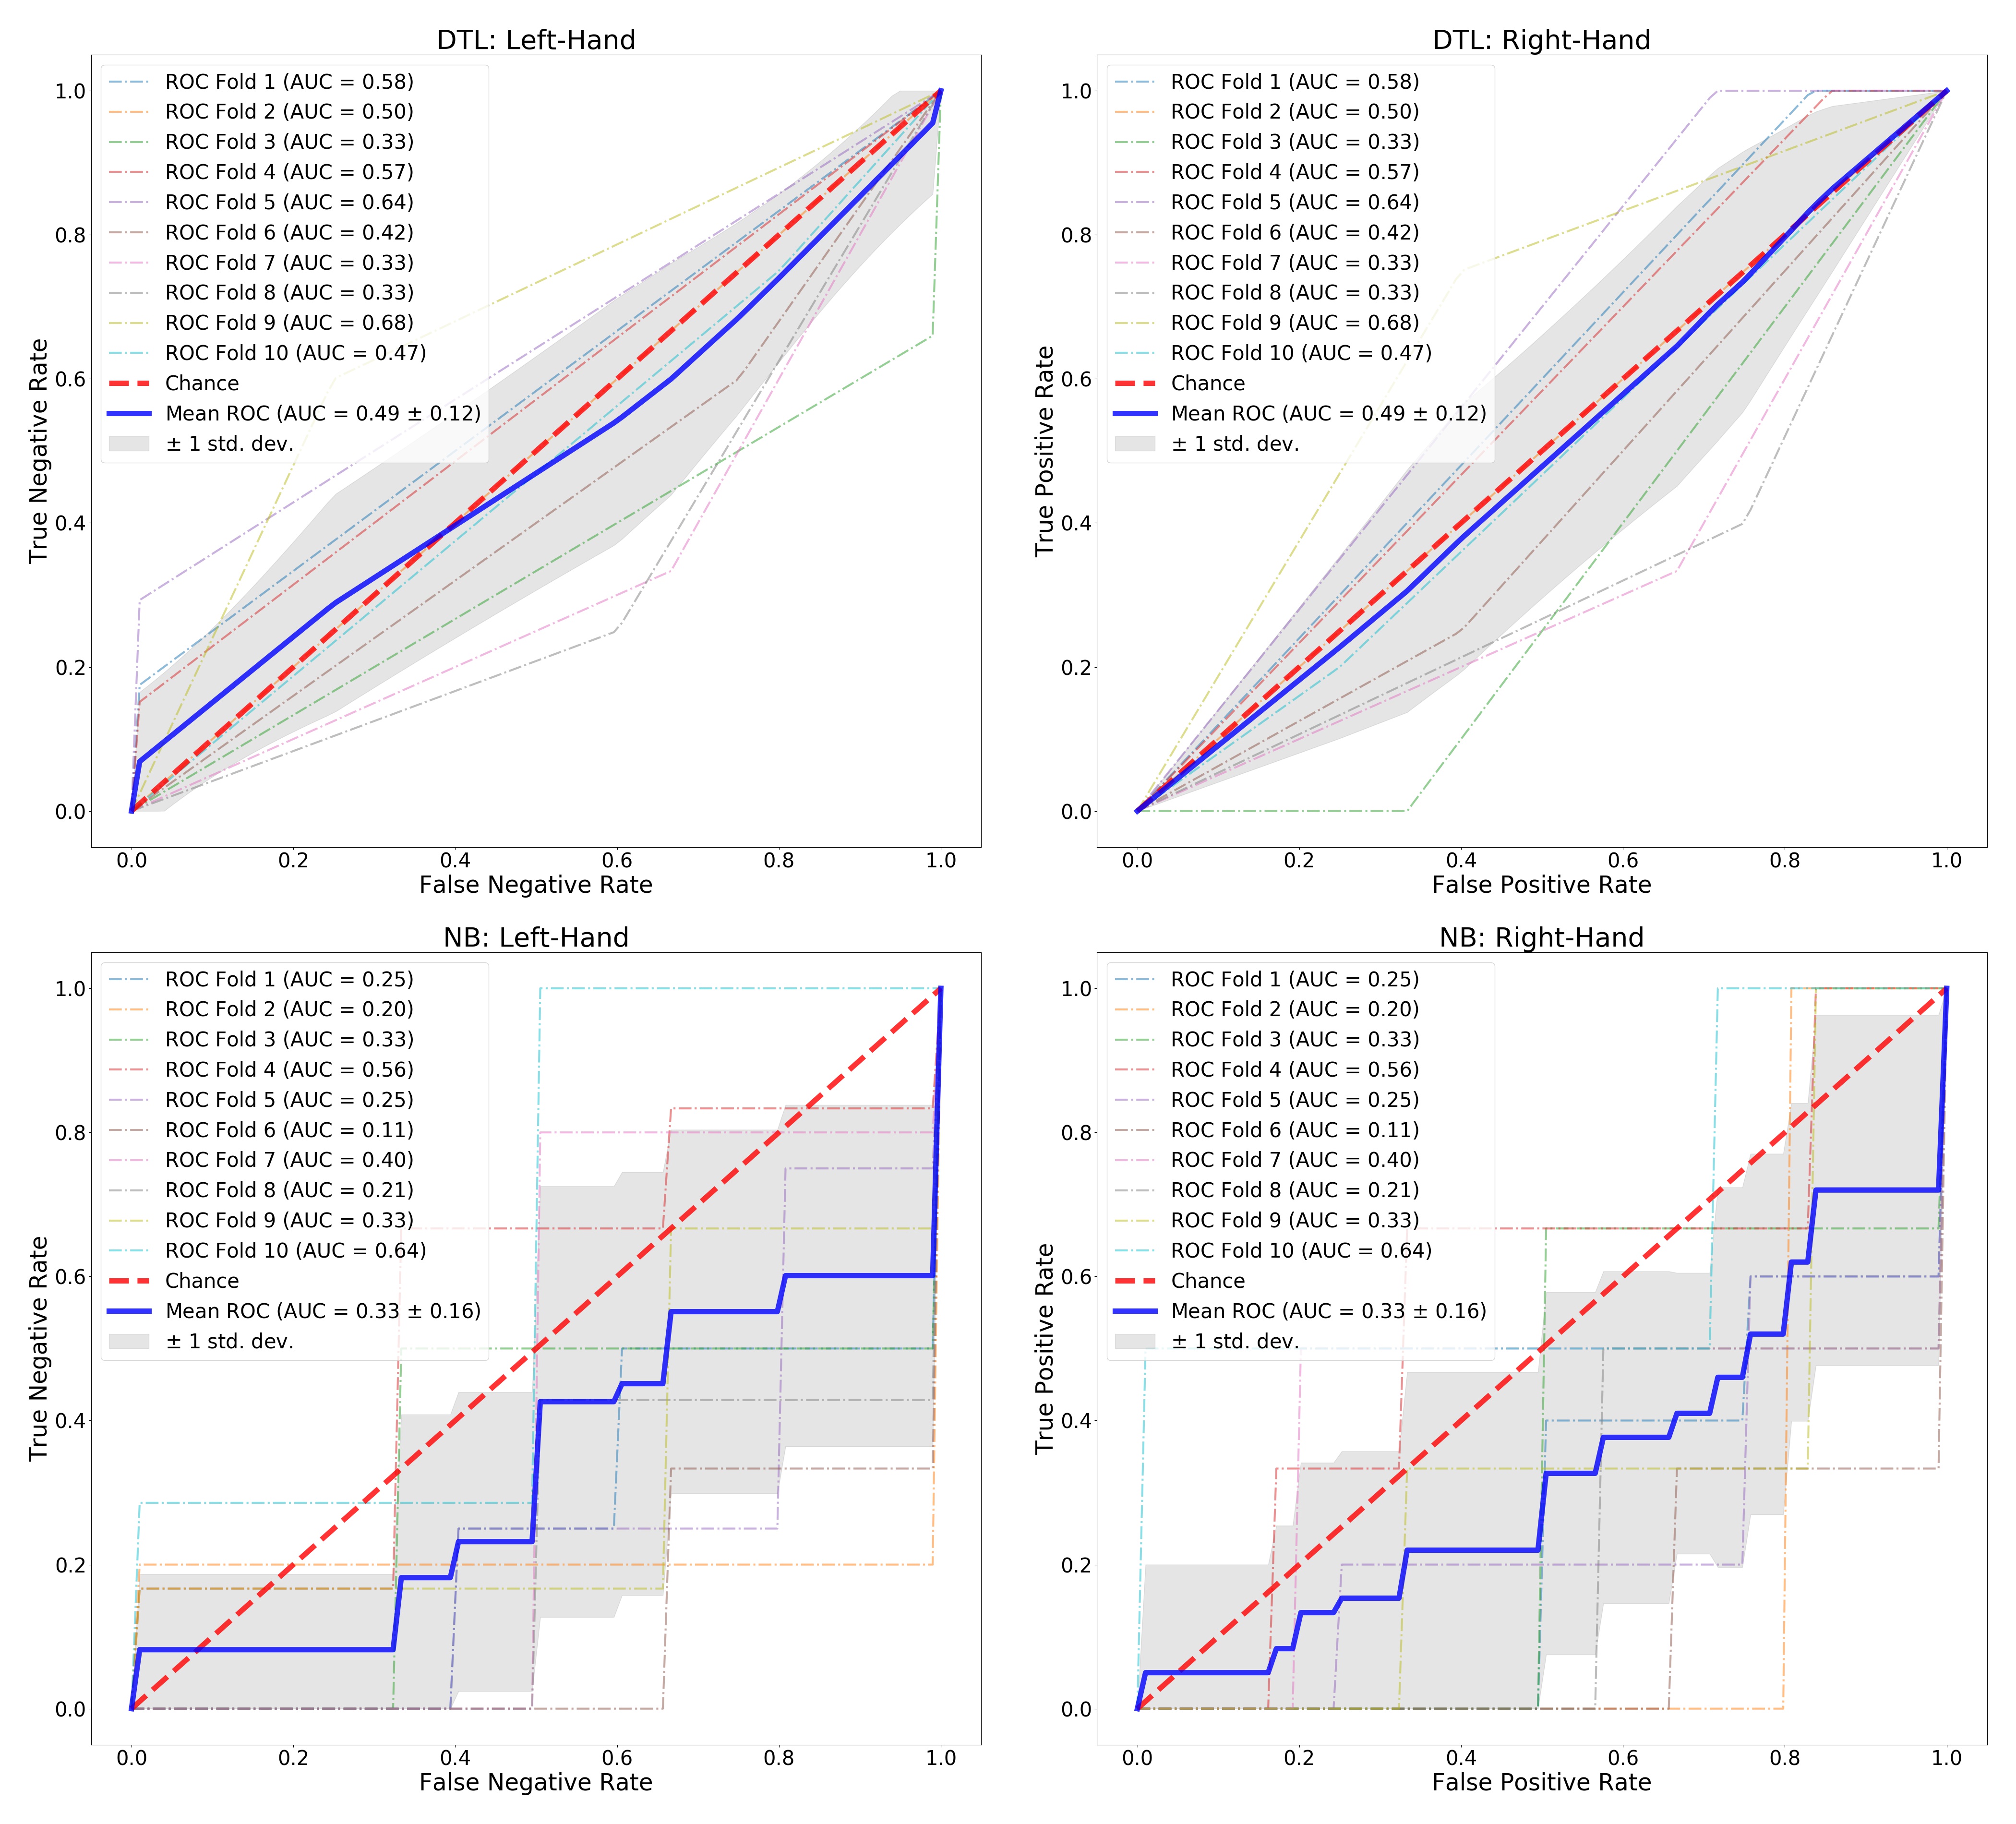 DTL: Left-Hand
True Negative Rate
1.0
0.8
0.6
0.4
0.2
0.0
ROC Fold 1 (AUC = 0.58)
ROC Fold 2 (AUC = 0.50)
ROC Fold 3 (AUC = 0.33)
ROC Fold 4 (AUC = 0.57)
ROC Fold 5 (AUC = 0.64)
ROC Fold 6 (AUC = 0.42)
ROC Fold 7 (AUC = 0.33)
ROC Fold 8 (AUC = 0.33)
ROC Fold 9 (AUC = 0.68)
ROC Fold 10 (AUC = 0.47)
Chance
Mean ROC (AUC = 0.49 ± 0.12)
± 1 std. dev.
0.0 0.2 0.4 0.6 0.8 1.0
False Negative Rate
DTL: Right-Hand
True Positive Rate
1.0
0.8
0.6
0.4
0.2
0.0
ROC Fold 1 (AUC = 0.58)
ROC Fold 2 (AUC = 0.50)
ROC Fold 3 (AUC = 0.33)
ROC Fold 4 (AUC = 0.57)
ROC Fold 5 (AUC = 0.64)
ROC Fold 6 (AUC = 0.42)
ROC Fold 7 (AUC = 0.33)
ROC Fold 8 (AUC = 0.33)
ROC Fold 9 (AUC = 0.68)
ROC Fold 10 (AUC = 0.47)
Chance
Mean ROC (AUC = 0.49 ± 0.12)
± 1 std. dev.
0.0 0.2 0.4 0.6 0.8 1.0
False Positive Rate
NB: Left-Hand
True Negative Rate
1.0
0.8
0.6
0.4
0.2
0.0
ROC Fold 1 (AUC = 0.25)
ROC Fold 2 (AUC = 0.20)
ROC Fold 3 (AUC = 0.33)
ROC Fold 4 (AUC = 0.56)
ROC Fold 5 (AUC = 0.25)
ROC Fold 6 (AUC = 0.11)
ROC Fold 7 (AUC = 0.40)
ROC Fold 8 (AUC = 0.21)
ROC Fold 9 (AUC = 0.33)
ROC Fold 10 (AUC = 0.64)
Chance
Mean ROC (AUC = 0.33 ± 0.16)
± 1 std. dev.
0.0 0.2 0.4 0.6 0.8 1.0
False Negative Rate
NB: Right-Hand
True Positive Rate
1.0
0.8
0.6
0.4
0.2
0.0
ROC Fold 1 (AUC = 0.25)
ROC Fold 2 (AUC = 0.20)
ROC Fold 3 (AUC = 0.33)
ROC Fold 4 (AUC = 0.56)
ROC Fold 5 (AUC = 0.25)
ROC Fold 6 (AUC = 0.11)
ROC Fold 7 (AUC = 0.40)
ROC Fold 8 (AUC = 0.21)
ROC Fold 9 (AUC = 0.33)
ROC Fold 10 (AUC = 0.64)
Chance
Mean ROC (AUC = 0.33 ± 0.16)
± 1 std. dev.
0.0 0.2 0.4 0.6 0.8 1.0
False Positive Rate